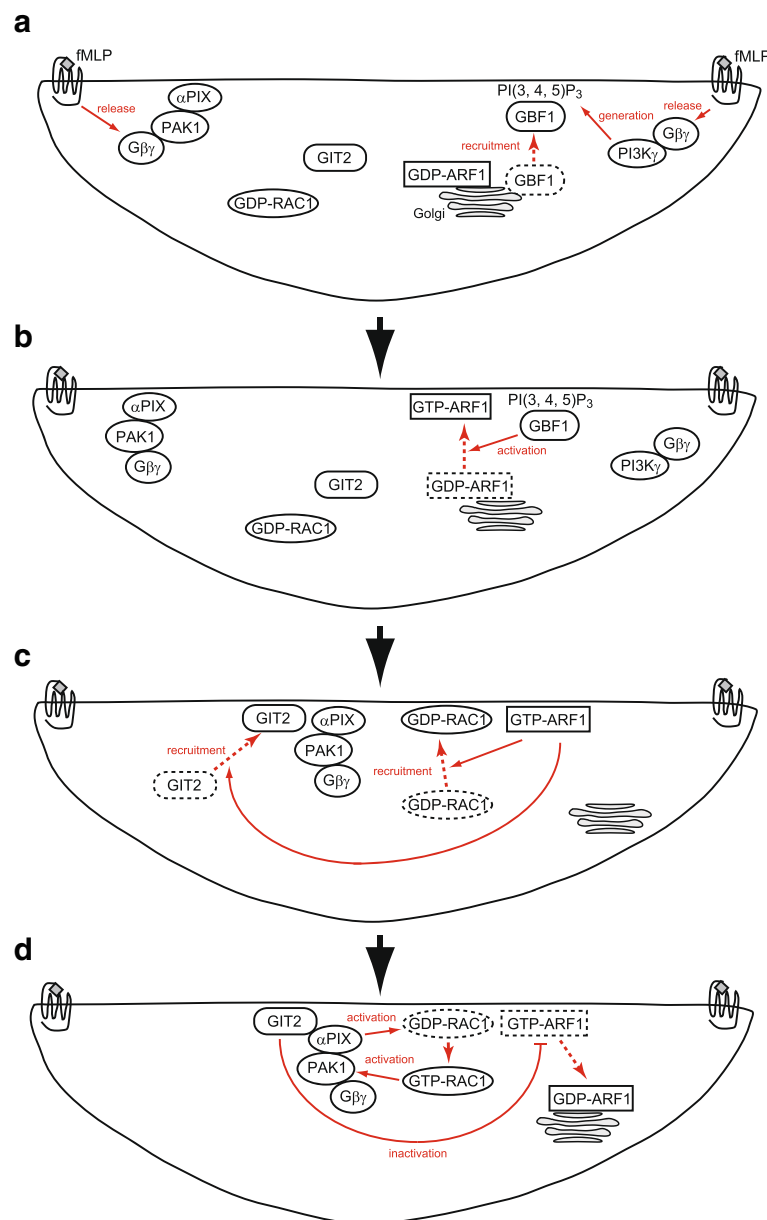 a
fMLP
fMLP
αPIX
PI(3, 4, 5)P3
release
PAK1
GBF1
generation
release
Gβγ
Gβγ
recruitment
GIT2
PI3Kγ
GDP-ARF1
GBF1
GDP-RAC1
Golgi
b
αPIX
GTP-ARF1
PI(3, 4, 5)P3
GBF1
PAK1
activation
Gβγ
Gβγ
PI3Kγ
GIT2
GDP-ARF1
GDP-RAC1
c
GIT2
αPIX
GDP-RAC1
GTP-ARF1
recruitment
PAK1
recruitment
GIT2
Gβγ
GDP-RAC1
d
GIT2
activation
GDP-RAC1
GTP-ARF1
αPIX
activation
PAK1
GTP-RAC1
Gβγ
GDP-ARF1
inactivation